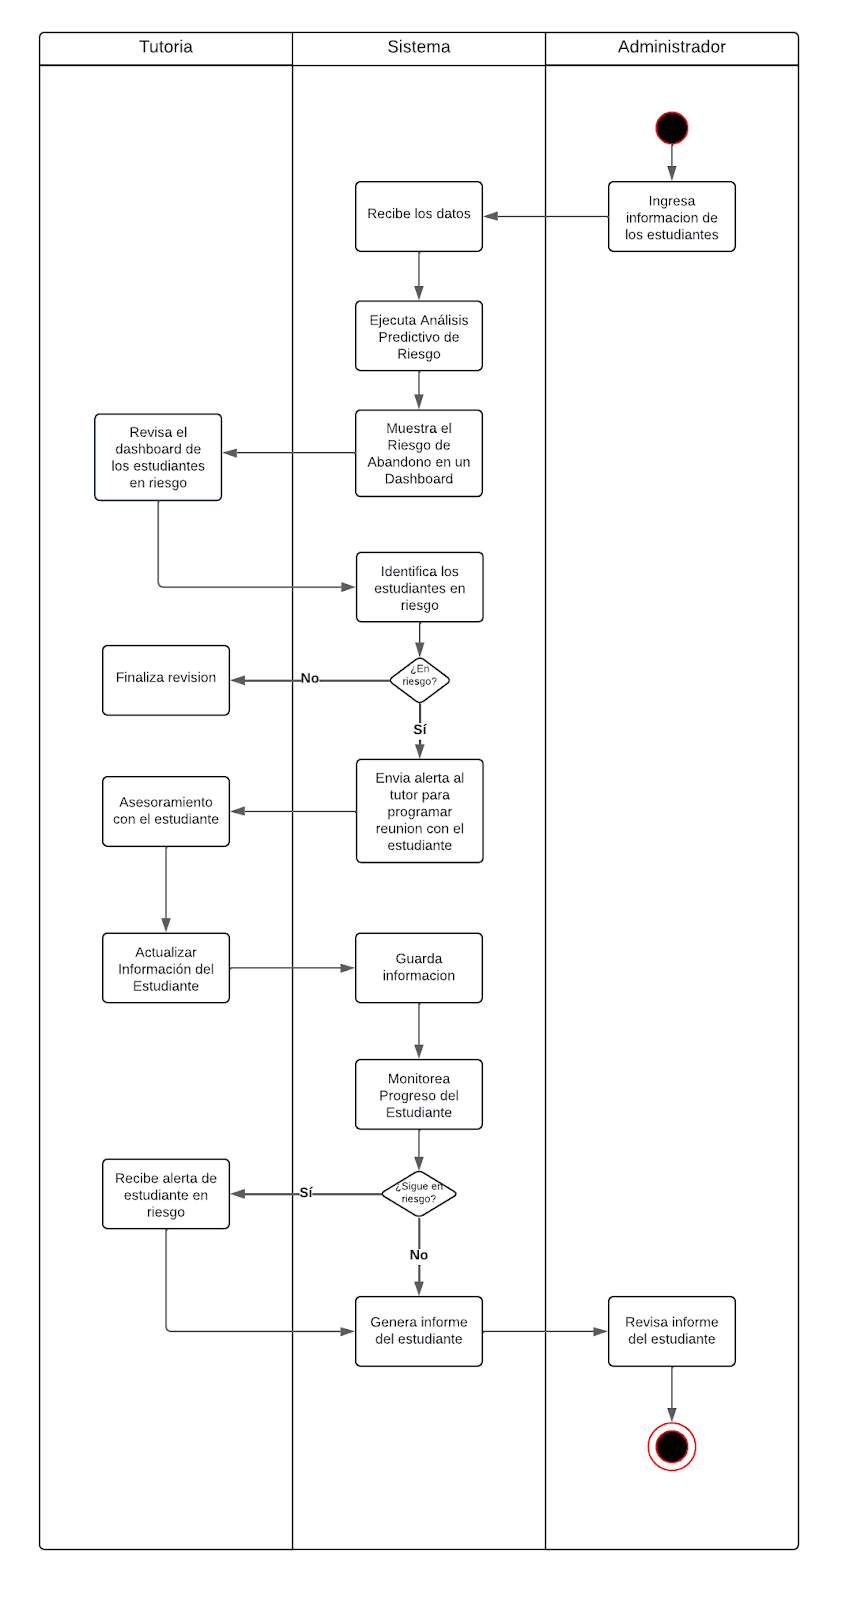 Tutoria
Sistema
Administrador
Ingresa
informacion de
los estudiantes
Recibe los datos
Ejecuta Análisis
Predictivo de
Riesgo
Muestra el
Riesgo de
Abandono en un
Dashboard
Revisa el
dashboard de
los estudiantes
en riesgo
Identifica los
estudiantes en
riesgo
¿En
riesgo?
No
Finaliza revision
Sí
Envia alerta al
tutor para
programar
reunion con el
estudiante
Asesoramiento
con el estudiante
Actualizar
Información del
Estudiante
Guarda
informacion
Monitorea
Progreso del
Estudiante
¿Sigue en
riesgo?
Sí
Recibe alerta de
estudiante en
riesgo
No
Genera informe
del estudiante
Revisa informe
del estudiante